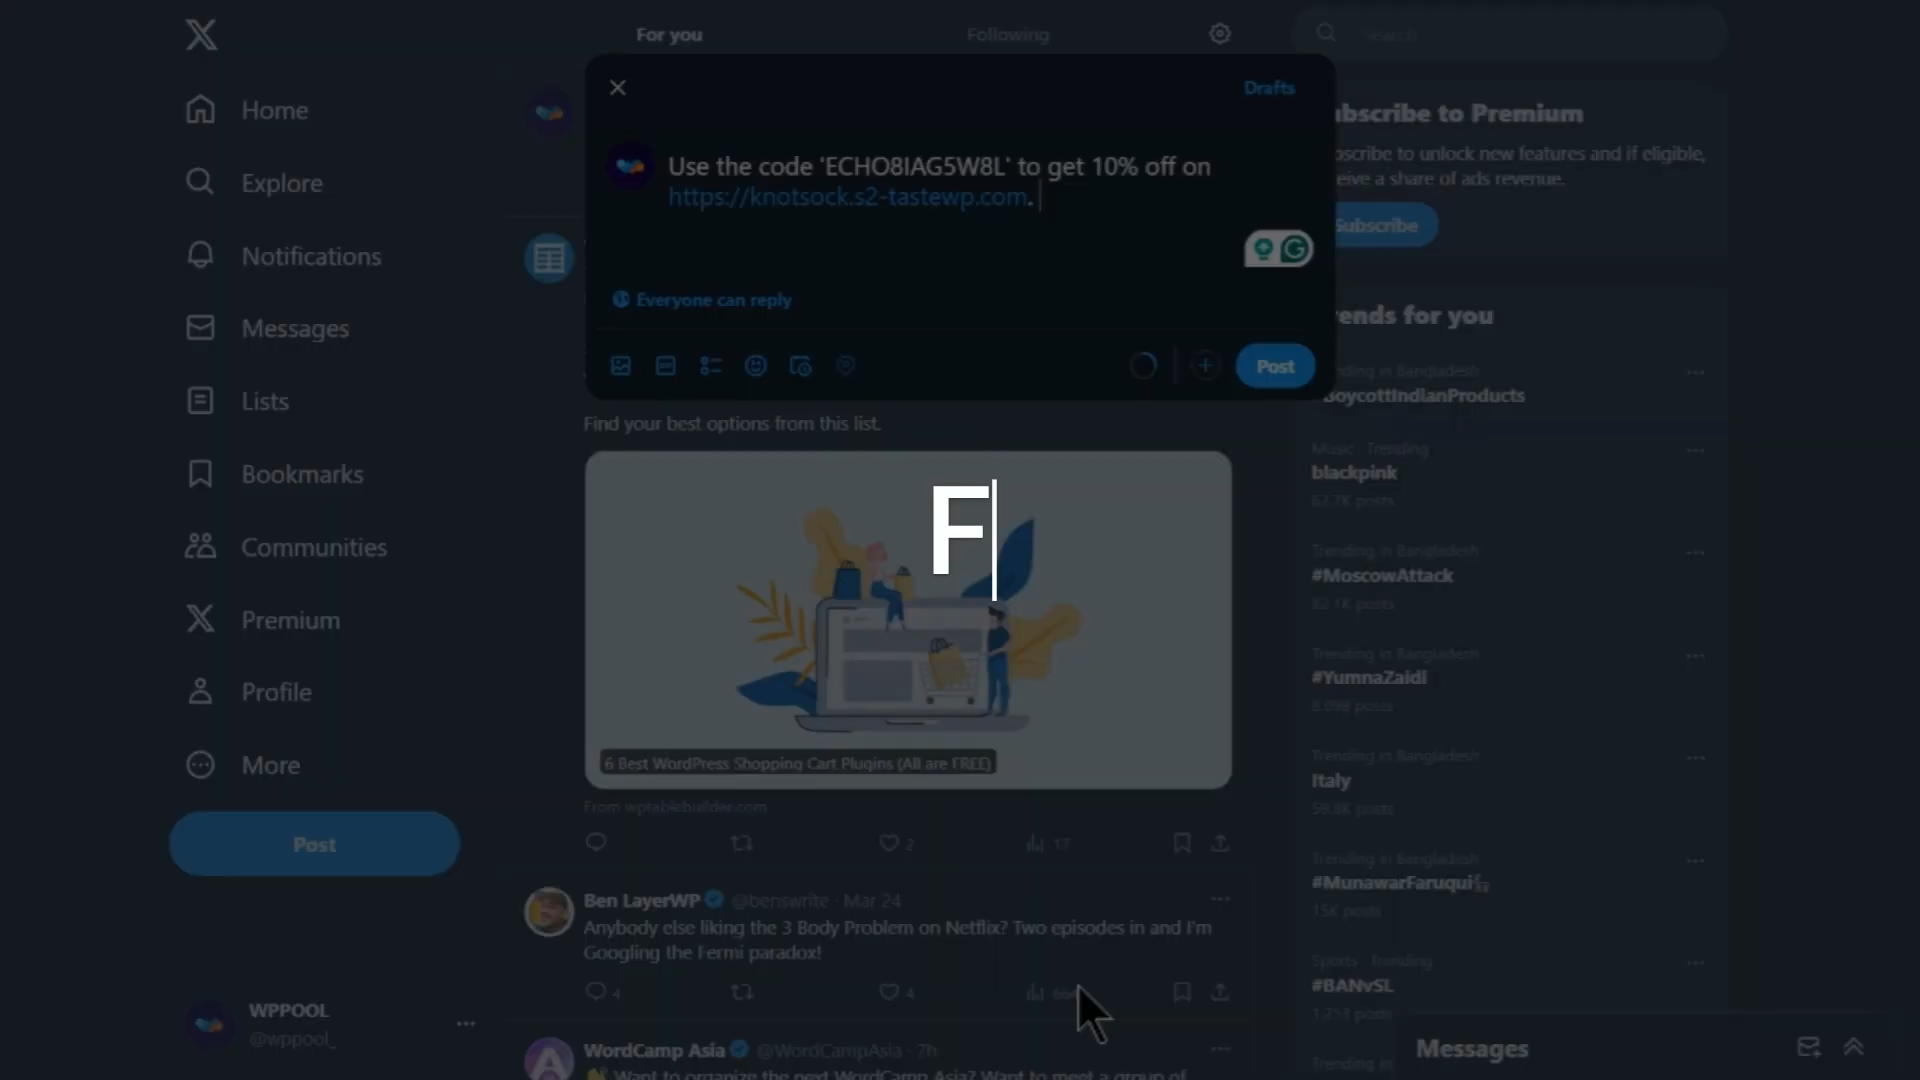 For you
Following
Search
Home
Explore
Notifications
Messages
Lists
Bookmarks
Communities
Premium
Profile
More
Post
WPPOOL
@wppool_
Drafts
Use the code 'ECHO8IAG5W8L' to get 10% off on
https://knotsock.s2-tastewp.com.
Everyone can reply
Post
Find your best options from this list.
F
6 Best WordPress Shopping Cart Plugins (All are FREE)
From wptablebuilder.com
2
17
Ben LayerWP @benswrite · Mar 24
Anybody else liking the 3 Body Problem on Netflix? Two episodes in and I'm
Googling the Fermi paradox!
4
4
WordCamp Asia @WordCampAsia · 7h
Want to organize the next WordCamp Asia? Want to meet a group of
to Premium
to unlock new features and if eligible,
a share of ads revenue.
Subscribe
for you
in Bangladesh
BoycottIndianProducts
Music · Trending
blackpink
62.7K posts
Trending in Bangladesh
#MoscowAttack
82.1K posts
Trending in Bangladesh
#YumnaZaidi
8,098 posts
Trending in Bangladesh
Italy
59.8K posts
Trending in Bangladesh
#MunawarFaruqui
15K posts
Sports · Trending
#BANvSL
1,253 posts
Trending in
Messages